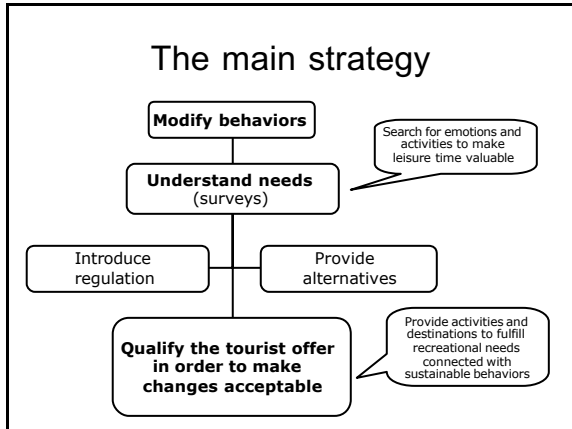 The main strategy
Modify behaviors
Search for emotions and
activities to make
leisure time valuable
Understand needs
(surveys)
Introduce
regulation
Provide
alternatives
Qualify the tourist offer
in order to make
changes acceptable
Provide activities and
destinations to fulfill
recreational needs
connected with
sustainable behaviors